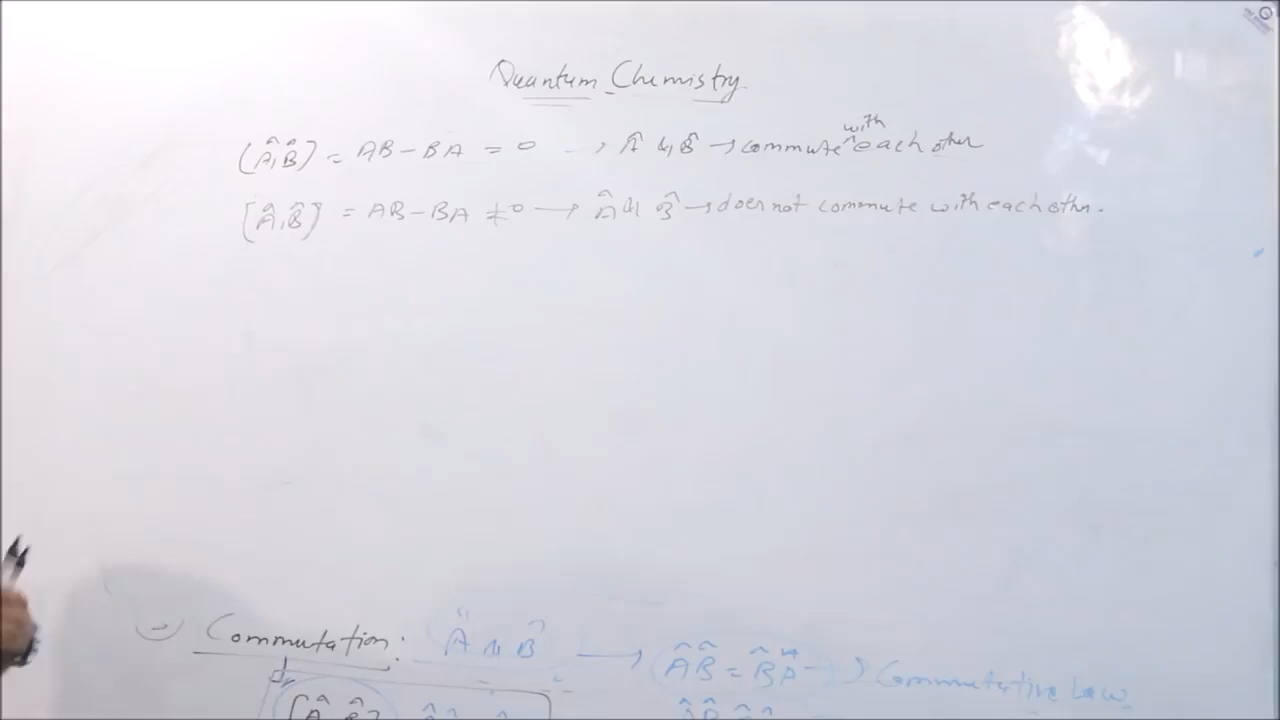 Quantum Chemistry
[Â,B̂] = AB - BA = 0 → Â & B̂ → commute ^with each other
[Â,B̂] = AB - BA ≠ 0 → Â & B̂ → does not commute with each other.
Commutation: Â & B̂ → ÂB̂ = B̂Â → Commutative Law
[Â B̂]